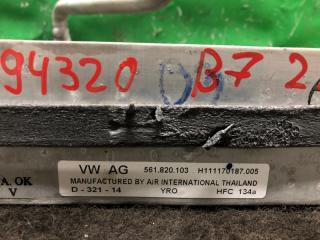 94320 B7 2
VW AG 561.820.103 H111170187.005
MANUFACTURED BY AIR INTERNATIONAL THAILAND
D - 321 - 14 YRO HFC 134a
A. OK
V